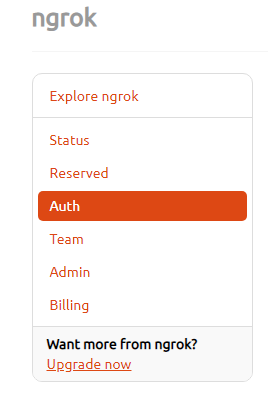 ngrok
Explore ngrok
Status
Reserved
Auth
Team
Admin
Billing
Want more from ngrok?
Upgrade now